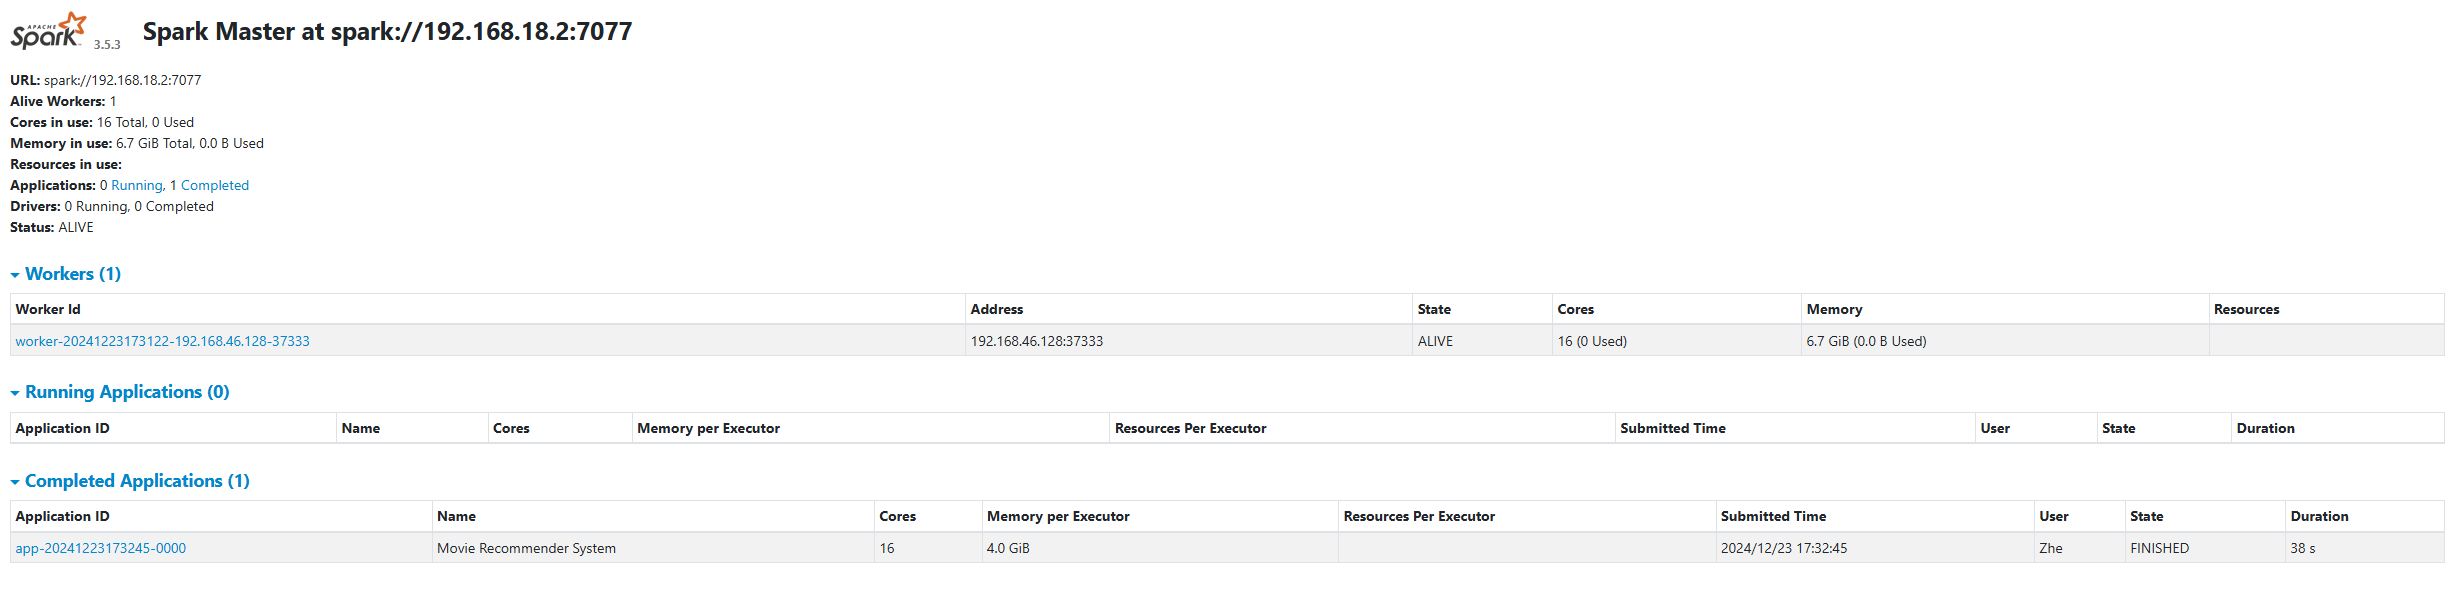 APACHE
Spark 3.5.3 Spark Master at spark://192.168.18.2:7077
URL: spark://192.168.18.2:7077
Alive Workers: 1
Cores in use: 16 Total, 0 Used
Memory in use: 6.7 GiB Total, 0.0 B Used
Resources in use:
Applications: 0 Running, 1 Completed
Drivers: 0 Running, 0 Completed
Status: ALIVE
Workers (1)
Worker Id Address State Cores Memory Resources
worker-20241223173122-192.168.46.128-37333 192.168.46.128:37333 ALIVE 16 (0 Used) 6.7 GiB (0.0 B Used)
Running Applications (0)
Application ID Name Cores Memory per Executor Resources Per Executor Submitted Time User State Duration
Completed Applications (1)
Application ID Name Cores Memory per Executor Resources Per Executor Submitted Time User State Duration
app-20241223173245-0000 Movie Recommender System 16 4.0 GiB 2024/12/23 17:32:45 Zhe FINISHED 38 s